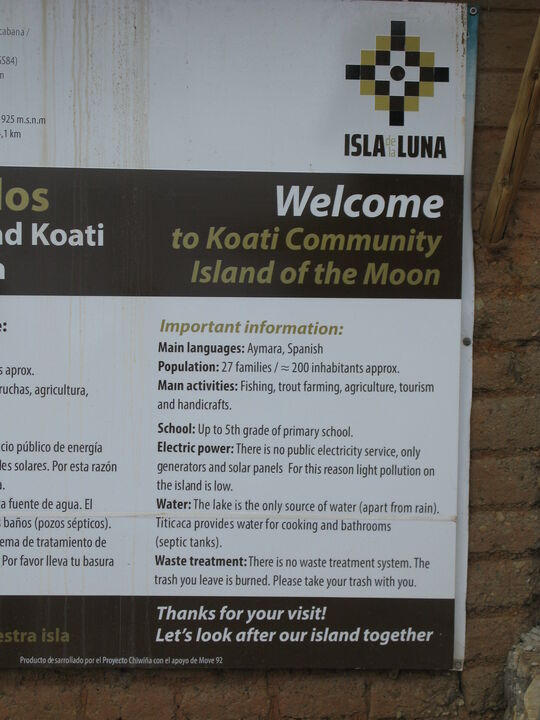 925 m.s.n.m
,1 km
ISLA de la LUNA
los
nd Koati
Welcome
to Koati Community
Island of the Moon
e:
s aprox.
ruchas, agricultura,
cio público de energía
les solares. Por esta razón
a fuente de agua. El
baños (pozos sépticos).
ema de tratamiento de
Por favor lleva tu basura
Important information:
Main languages: Aymara, Spanish
Population: 27 families / ≈ 200 inhabitants approx.
Main activities: Fishing, trout farming, agriculture, tourism
and handicrafts.
School: Up to 5th grade of primary school.
Electric power: There is no public electricity service, only
generators and solar panels For this reason light pollution on
the island is low.
Water: The lake is the only source of water (apart from rain).
Titicaca provides water for cooking and bathrooms
(septic tanks).
Waste treatment: There is no waste treatment system. The
trash you leave is burned. Please take your trash with you.
estra isla
Thanks for your visit!
Let's look after our island together
Producto desarrollado por el Proyecto Chiwiña con el apoyo de Move 92